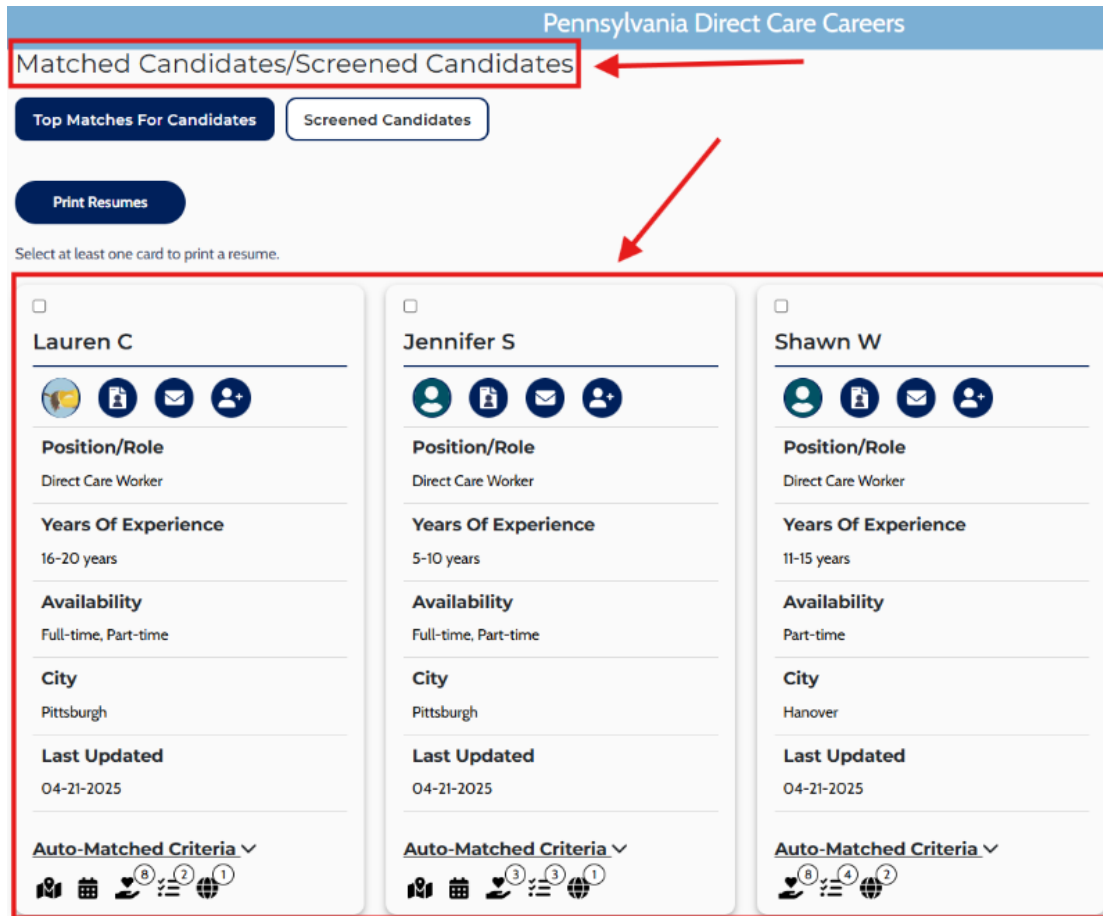 Pennsylvania Direct Care Careers
Matched Candidates/Screened Candidates
Top Matches For Candidates
Screened Candidates
Print Resumes
Select at least one card to print a resume.
Lauren C
Position/Role
Direct Care Worker
Years Of Experience
16-20 years
Availability
Full-time, Part-time
City
Pittsburgh
Last Updated
04-21-2025
Auto-Matched Criteria
8
2
1
Jennifer S
Position/Role
Direct Care Worker
Years Of Experience
5-10 years
Availability
Full-time, Part-time
City
Pittsburgh
Last Updated
04-21-2025
Auto-Matched Criteria
3
3
1
Shawn W
Position/Role
Direct Care Worker
Years Of Experience
11-15 years
Availability
Part-time
City
Hanover
Last Updated
04-21-2025
Auto-Matched Criteria
8
4
2